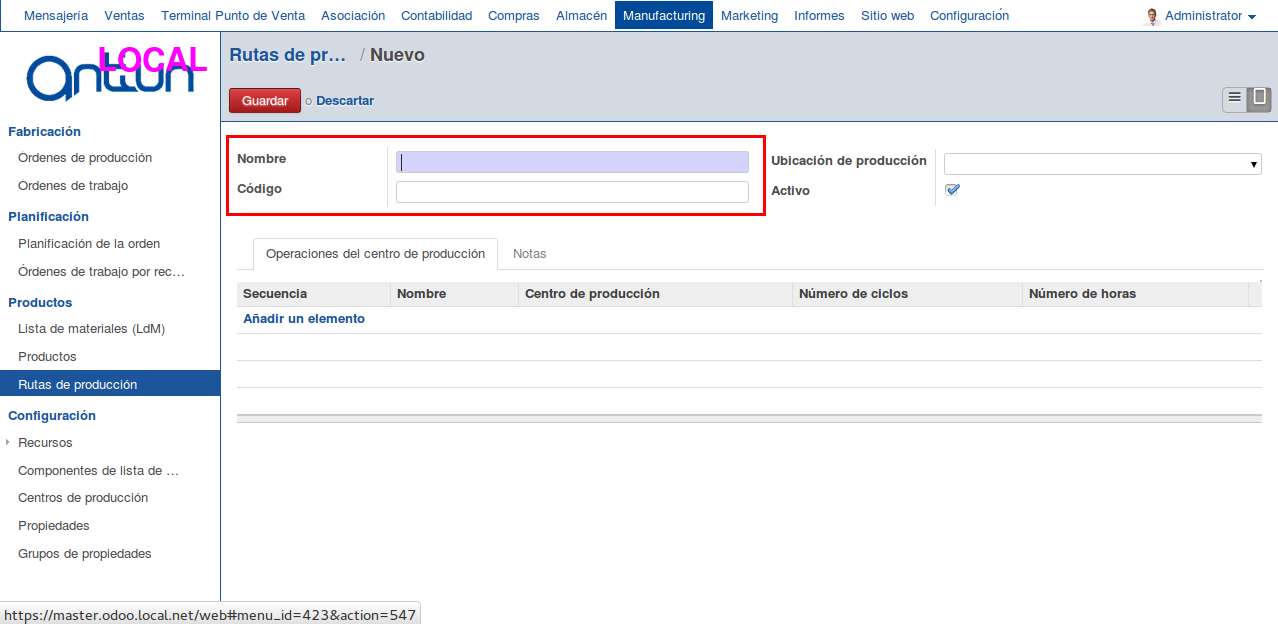 Mensajería Ventas Terminal Punto de Venta Asociación Contabilidad Compras Almacén Manufacturing Marketing Informes Sitio web Configuración Administrator
antiun
LOCAL
Rutas de pr... / Nuevo
Guardar o Descartar
Fabricación
Ordenes de producción
Ordenes de trabajo
Planificación
Planificación de la orden
Órdenes de trabajo por rec...
Productos
Lista de materiales (LdM)
Productos
Rutas de producción
Configuración
Recursos
Componentes de lista de ...
Centros de producción
Propiedades
Grupos de propiedades
Nombre
Código
Ubicación de producción
Activo
Operaciones del centro de producción Notas
Secuencia Nombre Centro de producción Número de ciclos Número de horas
Añadir un elemento
https://master.odoo.local.net/web#menu_id=423&action=547